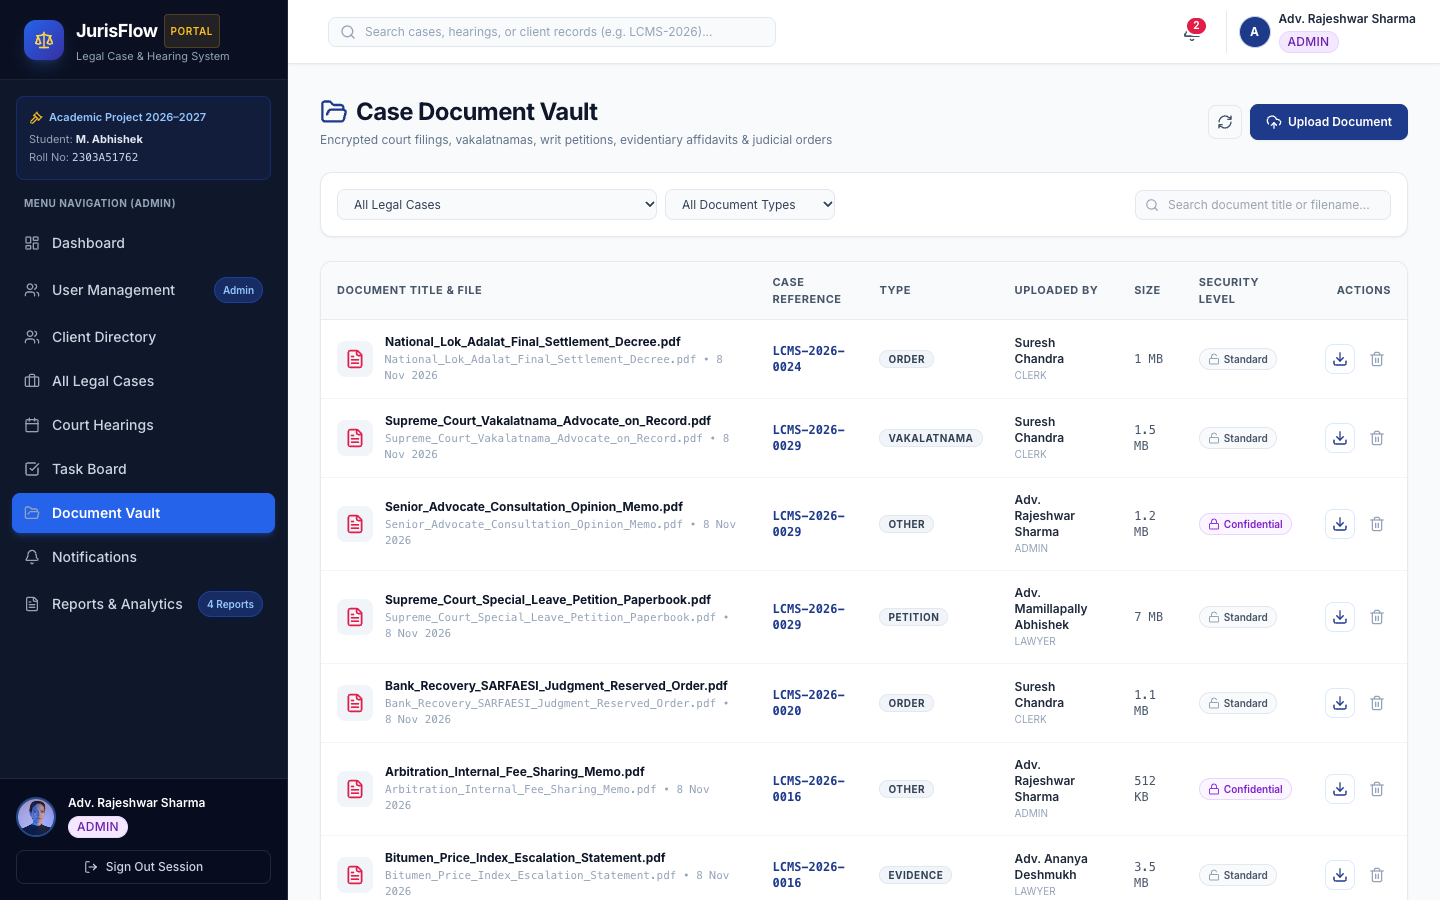 JurisFlow PORTAL
Legal Case & Hearing System
Academic Project 2026–2027
Student: M. Abhishek
Roll No: 2303A51762
MENU NAVIGATION (ADMIN)
Dashboard
User Management Admin
Client Directory
All Legal Cases
Court Hearings
Task Board
Document Vault
Notifications
Reports & Analytics 4 Reports
Adv. Rajeshwar Sharma
ADMIN
Sign Out Session
Search cases, hearings, or client records (e.g. LCMS-2026)...
2
A
Adv. Rajeshwar Sharma
ADMIN
Case Document Vault
Encrypted court filings, vakalatnamas, writ petitions, evidentiary affidavits & judicial orders
Upload Document
All Legal Cases
All Document Types
Search document title or filename...
DOCUMENT TITLE & FILE
CASE
REFERENCE
TYPE
UPLOADED BY
SIZE
SECURITY
LEVEL
ACTIONS
National_Lok_Adalat_Final_Settlement_Decree.pdf
National_Lok_Adalat_Final_Settlement_Decree.pdf • 8
Nov 2026
LCMS-2026-
0024
ORDER
Suresh
Chandra
CLERK
1 MB
Standard
Supreme_Court_Vakalatnama_Advocate_on_Record.pdf
Supreme_Court_Vakalatnama_Advocate_on_Record.pdf • 8
Nov 2026
LCMS-2026-
0029
VAKALATNAMA
Suresh
Chandra
CLERK
1.5
MB
Standard
Senior_Advocate_Consultation_Opinion_Memo.pdf
Senior_Advocate_Consultation_Opinion_Memo.pdf • 8 Nov
2026
LCMS-2026-
0029
OTHER
Adv.
Rajeshwar
Sharma
ADMIN
1.2
MB
Confidential
Supreme_Court_Special_Leave_Petition_Paperbook.pdf
Supreme_Court_Special_Leave_Petition_Paperbook.pdf •
8 Nov 2026
LCMS-2026-
0029
PETITION
Adv.
Mamillapally
Abhishek
LAWYER
7 MB
Standard
Bank_Recovery_SARFAESI_Judgment_Reserved_Order.pdf
Bank_Recovery_SARFAESI_Judgment_Reserved_Order.pdf •
8 Nov 2026
LCMS-2026-
0020
ORDER
Suresh
Chandra
CLERK
1.1
MB
Standard
Arbitration_Internal_Fee_Sharing_Memo.pdf
Arbitration_Internal_Fee_Sharing_Memo.pdf • 8 Nov
2026
LCMS-2026-
0016
OTHER
Adv.
Rajeshwar
Sharma
ADMIN
512
KB
Confidential
Bitumen_Price_Index_Escalation_Statement.pdf
Bitumen_Price_Index_Escalation_Statement.pdf • 8 Nov
2026
LCMS-2026-
0016
EVIDENCE
Adv. Ananya
Deshmukh
LAWYER
3.5
MB
Standard